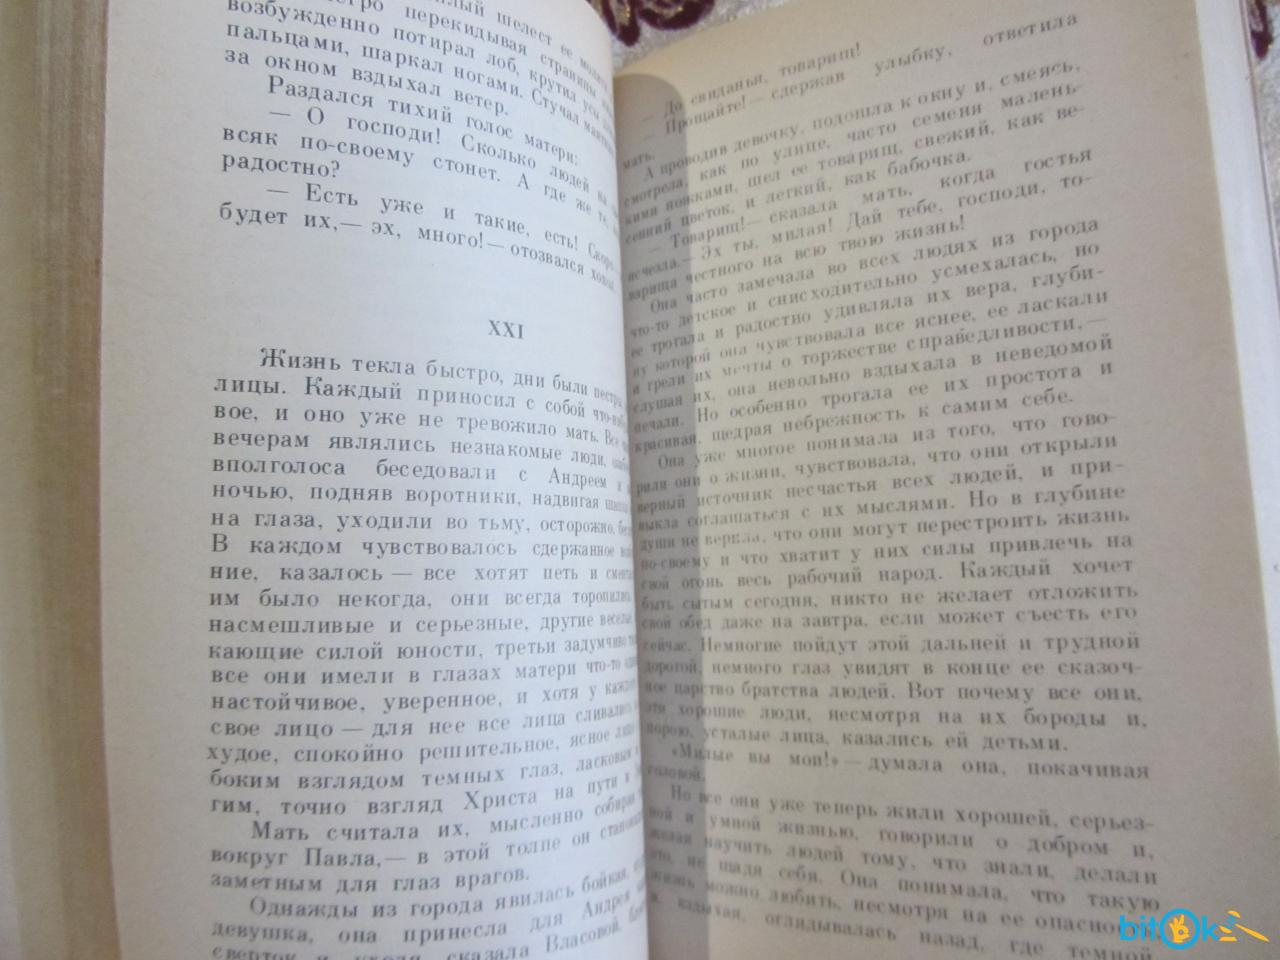 шелест ее
стро перекидывая страницы
возбужденно потирал лоб, крутил усы
пальцами, шаркал ногами. Стучал
за окном вздыхал ветер.
Раздался тихий голос матери:
— О господи! Сколько людей на
всяк по-своему стонет. А где же те,
радостно?
— Есть уже и такие, есть! Скоро
будет их,— эх, много!— отозвался
XXI
Жизнь текла быстро, дни были
лицы. Каждый приносил с собой
вое, и оно уже не тревожило мать. Все
вечерам являлись незнакомые люди,
вполголоса беседовали с Андреем и
ночью, подняв воротники, надвигая
на глаза, уходили во тьму, осторожно,
В каждом чувствовалось сдержанное
ние, казалось — все хотят петь и
им было некогда, они всегда торопились
насмешливые и серьезные, другие
кающие силой юности, третьи задумчиво
все они имели в глазах матери что-то
настойчивое, уверенное, и хотя у
свое лицо — для нее все лица сливались
худое, спокойно решительное, ясное
боким взглядом темных глаз, ласковым и
гим, точно взгляд Христа на пути в
Мать считала их, мысленно собирая
вокруг Павла,— в этой толпе он
заметным для глаз врагов.
Однажды из города явилась бойкая,
девушка, она принесла для Андрея
сверток и, уходя, сказала Власовой,
— До свиданья, товарищ!
— Прощайте!— сдержав улыбку, ответила
мать.
А проводив девочку, подошла к окну и, смеясь,
смотрела, как по улице, часто семеня малень-
кими ножками, шел ее товарищ, свежий, как ве-
сенний цветок, и легкий, как бабочка.
— Товарищ!— сказала мать, когда гостья
исчезла.— Эх ты, милая! Дай тебе, господи, то-
варища честного на всю твою жизнь!
Она часто замечала во всех людях из города
что-то детское и снисходительно усмехалась, но
ее трогала и радостно удивляла их вера, глуби-
ну которой она чувствовала все яснее, ее ласкали
и грели их мечты о торжестве справедливости,—
слушая их, она невольно вздыхала в неведомой
печали. Но особенно трогала ее их простота и
красивая, щедрая небрежность к самим себе.
Она уже многое понимала из того, что гово-
рили они о жизни, чувствовала, что они открыли
верный источник несчастья всех людей, и при-
выкла соглашаться с их мыслями. Но в глубине
души не верила, что они могут перестроить жизнь
по-своему и что хватит у них силы привлечь на
свой огонь весь рабочий народ. Каждый хочет
быть сытым сегодня, никто не желает отложить
свой обед даже на завтра, если может съесть его
сейчас. Немногие пойдут этой дальней и трудной
дорогой, немного глаз увидят в конце ее сказоч-
ное царство братства людей. Вот почему все они,
эти хорошие люди, несмотря на их бороды и,
порою, усталые лица, казались ей детьми.
«Милые вы мои!» — думала она, покачивая
головой.
Но все они уже теперь жили хорошей, серьез-
ной и умной жизнью, говорили о добром и,
желая научить людей тому, что знали, делали
это, не щадя себя. Она понимала, что такую
жизнь можно любить, несмотря на ее опасность,
и, вздыхая, оглядывалась назад, где темной
bitOk